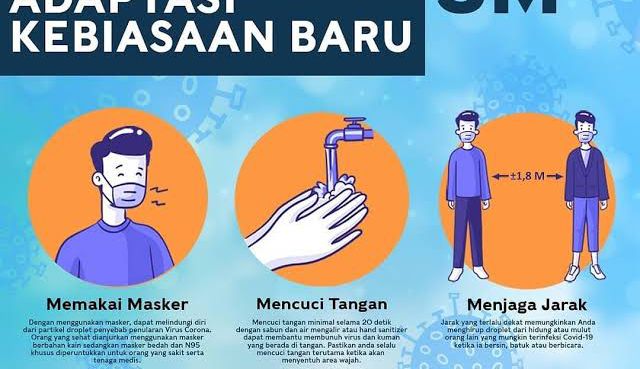 ADAPTASI
KEBIASAAN BARU
3M
±1,8 M
Memakai Masker
Dengan menggunakan masker, dapat melindungi diri
dari partikel droplet penyebab penularan Virus Corona.
Orang yang sehat dianjurkan menggunakan masker
berbahan kain sedangkan masker bedah dan N95
khusus diperuntukkan untuk orang yang sakit serta
tenaga medis.
Mencuci Tangan
Mencuci tangan minimal selama 20 detik
dengan sabun dan air mengalir atau hand sanitizer
dapat membantu membunuh virus dan kuman
yang berada di tangan. Pastikan anda selalu
mencuci tangan terutama ketika akan
menyentuh area wajah.
Menjaga Jarak
Jarak yang terlalu dekat memungkinkan Anda
menghirup droplet dari hidung atau mulut
orang lain yang mungkin terinfeksi Covid-19
ketika ia bersin, batuk atau berbicara.